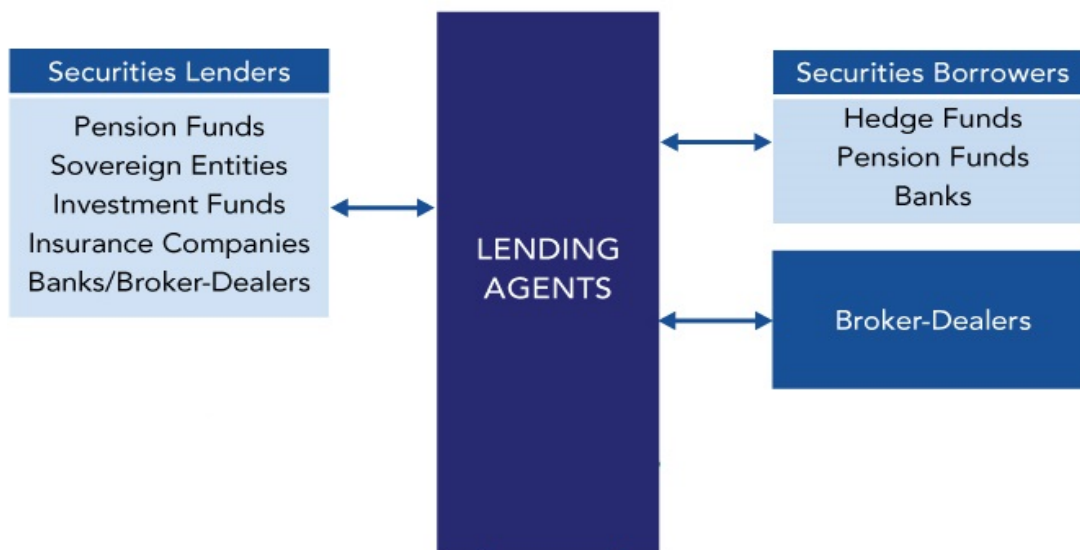 Securities Lenders
Pension Funds
Sovereign Entities
Investment Funds
Insurance Companies
Banks/Broker-Dealers
LENDING
AGENTS
Securities Borrowers
Hedge Funds
Pension Funds
Banks
Broker-Dealers